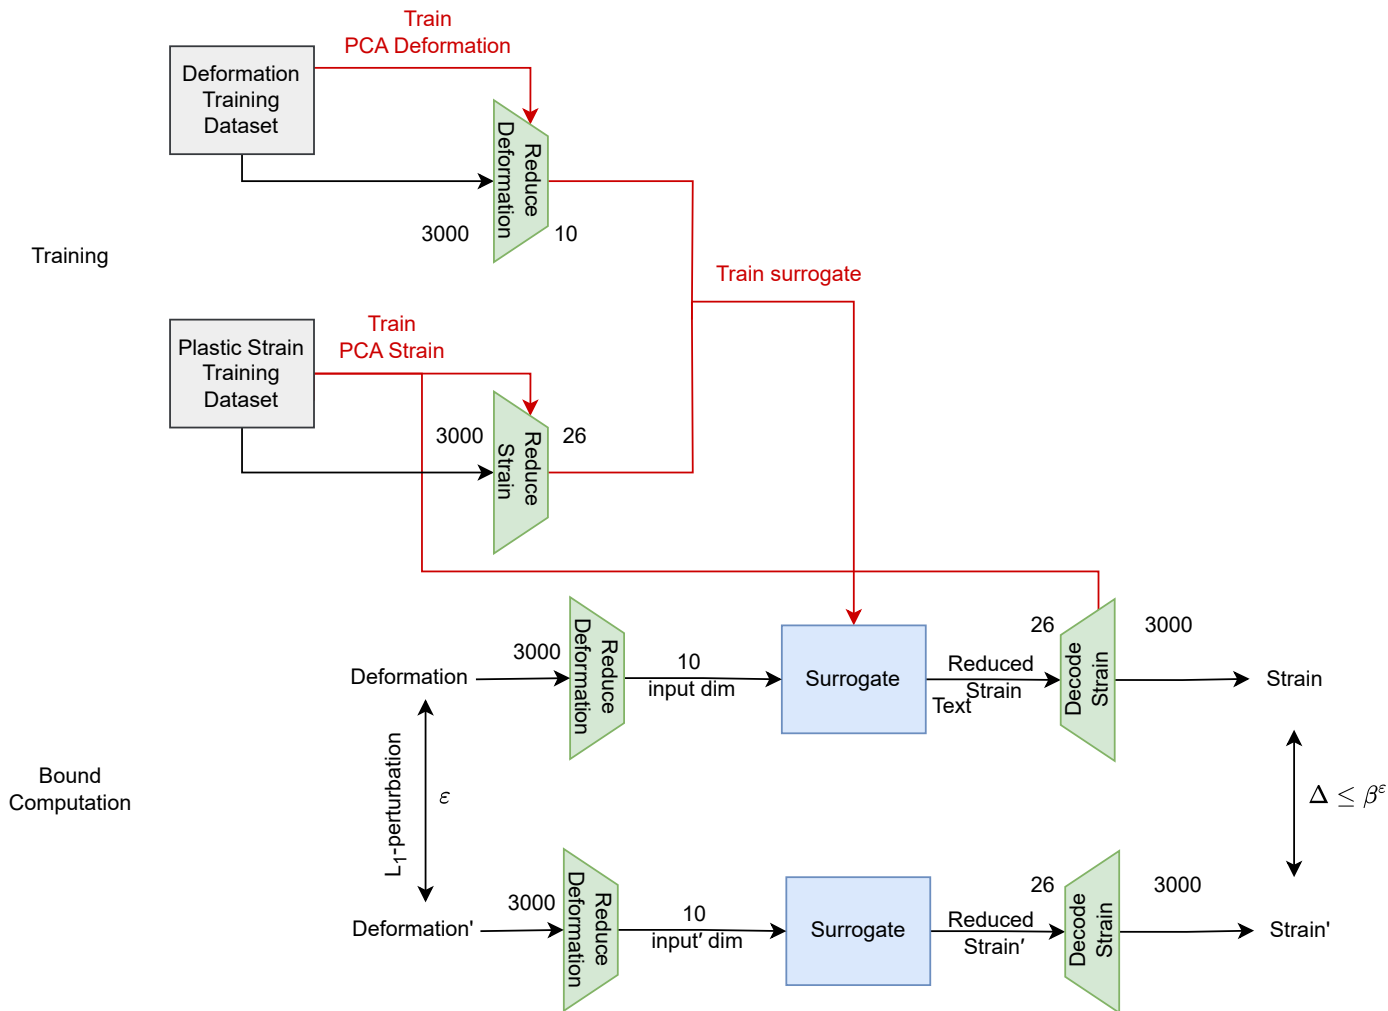 Train
PCA Deformation
Deformation
Training
Dataset
Reduce
Deformation
3000
10
Training
Train surrogate
Train
PCA Strain
Plastic Strain
Training
Dataset
3000
Reduce
Strain
26
Deformation
3000
Reduce
Deformation
10
input dim
Surrogate
Reduced
Strain
Text
26
Decode
Strain
3000
Strain
Bound
Computation
L₁-perturbation
ε
Δ ≤ β^ε
Deformation'
3000
Reduce
Deformation
10
input′ dim
Surrogate
Reduced
Strain′
26
Decode
Strain
3000
Strain'